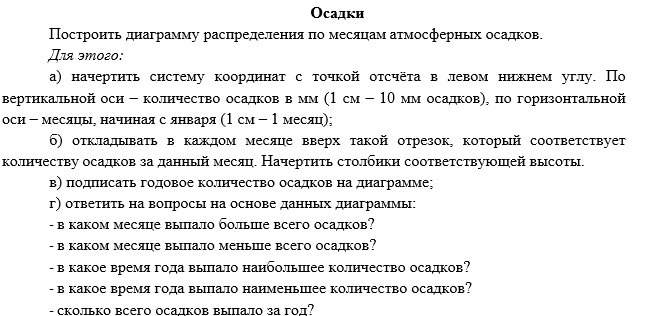 Осадки
Построить диаграмму распределения по месяцам атмосферных осадков.
Для этого:
а) начертить систему координат с точкой отсчёта в левом нижнем углу. По
вертикальной оси – количество осадков в мм (1 см – 10 мм осадков), по горизонтальной
оси – месяцы, начиная с января (1 см – 1 месяц);
б) откладывать в каждом месяце вверх такой отрезок, который соответствует
количеству осадков за данный месяц. Начертить столбики соответствующей высоты.
в) подписать годовое количество осадков на диаграмме;
г) ответить на вопросы на основе данных диаграммы:
- в каком месяце выпало больше всего осадков?
- в каком месяце выпало меньше всего осадков?
- в какое время года выпало наибольшее количество осадков?
- в какое время года выпало наименьшее количество осадков?
- сколько всего осадков выпало за год?